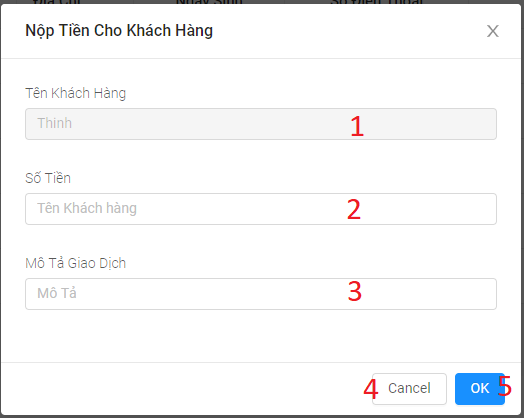 Nộp Tiền Cho Khách Hàng
Tên Khách Hàng
Thinh 1
Số Tiền
Tên Khách hàng 2
Mô Tả Giao Dịch
Mô Tả 3
4 Cancel OK 5